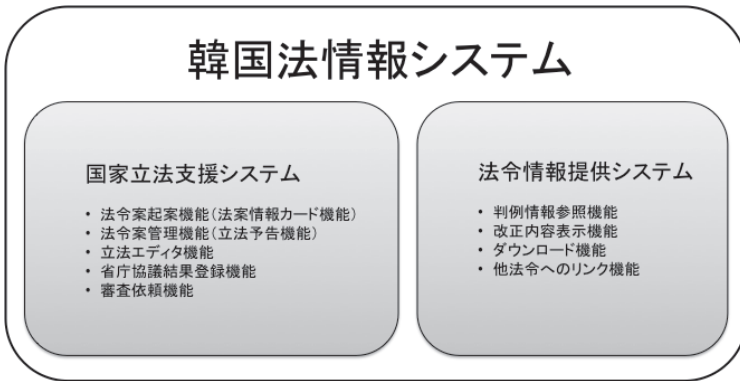 韓国法情報システム
国家立法支援システム
・法令案起案機能(法案情報カード機能)
・法令案管理機能(立法予告機能)
・立法エディタ機能
・省庁協議結果登録機能
・審査依頼機能
法令情報提供システム
・判例情報参照機能
・改正内容表示機能
・ダウンロード機能
・他法令へのリンク機能